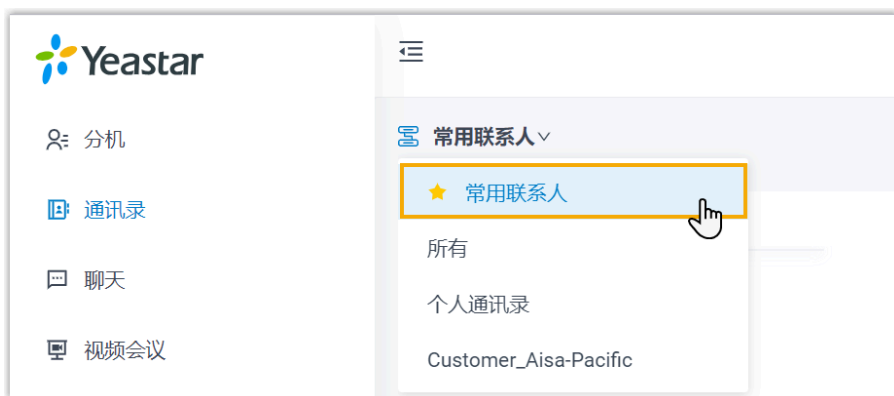 Yeastar
分机
通讯录
聊天
视频会议
常用联系人
常用联系人
所有
个人通讯录
Customer_Aisa-Pacific